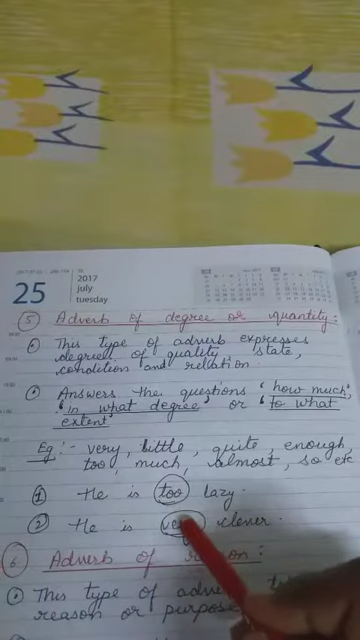 25
2017
july
tuesday
⑤ Adverb of degree or quantity:
This type of adverb expresses
degree of quality, state,
condition and rellation.
Answers the questions 'how much',
'in what degree' or 'to what
extent'
Eg :- very, little, quite, enough,
too, much, almost, so etc
① He is too lazy.
② He is very clever.
⑥ Adverb of reason:
This type of
reason or purpose